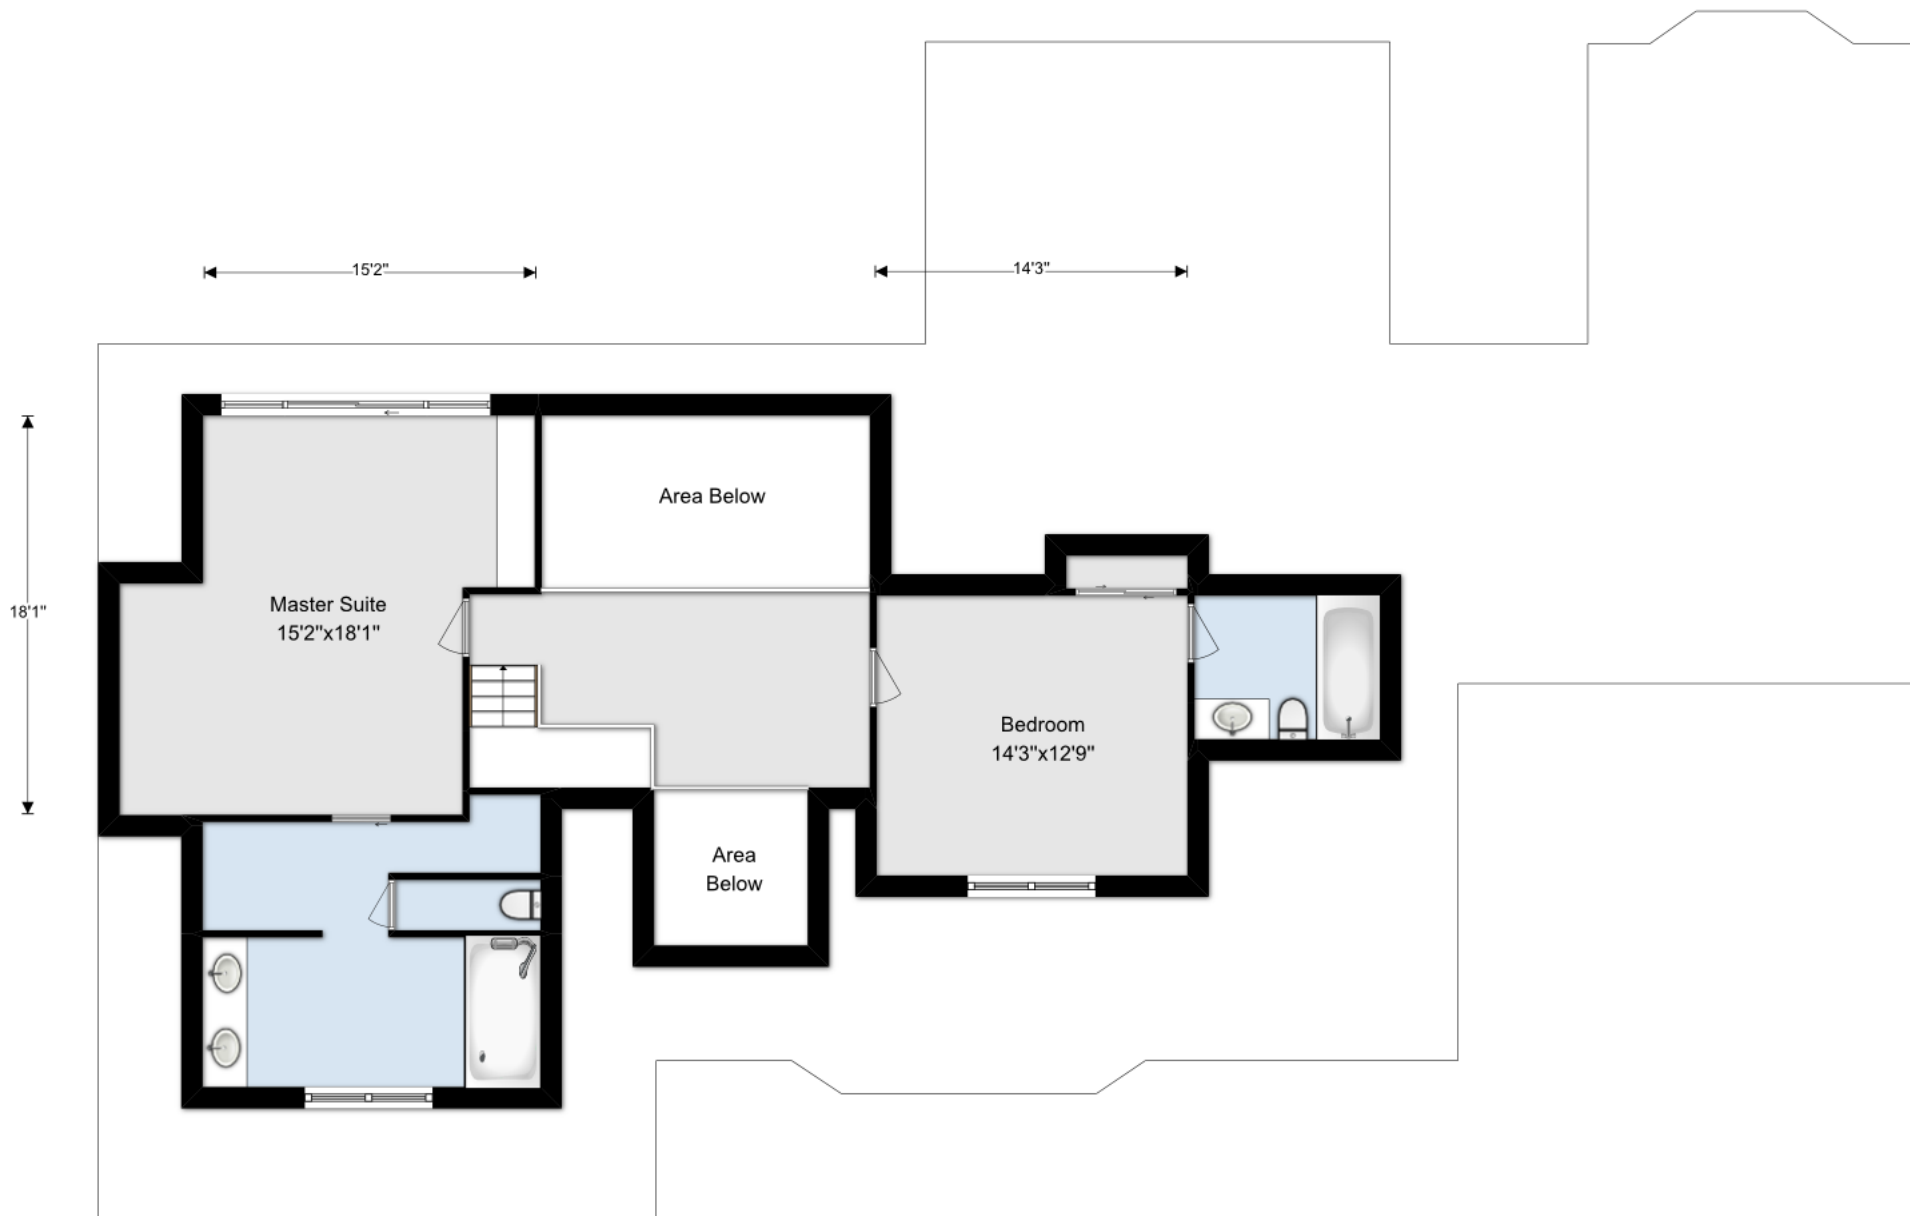 15'2"
14'3"
18'1"
Area Below
Master Suite
15'2"x18'1"
Bedroom
14'3"x12'9"
Area
Below